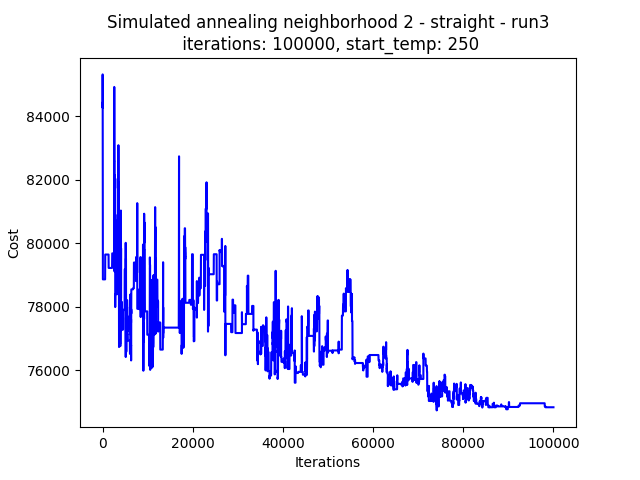 Simulated annealing neighborhood 2 - straight - run3
iterations: 100000, start_temp: 250
84000
82000
80000
78000
76000
Cost
0 20000 40000 60000 80000 100000
Iterations